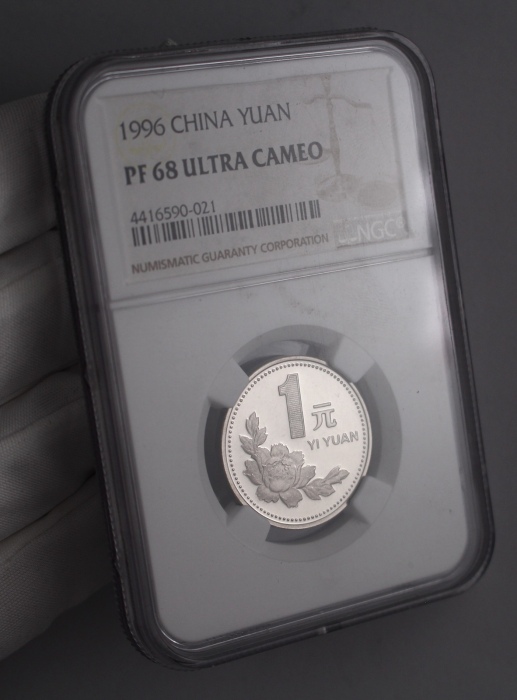 1996 CHINA YUAN
PF 68 ULTRA CAMEO
4416590-021
NUMISMATIC GUARANTY CORPORATION
NGC
1 元
YI YUAN